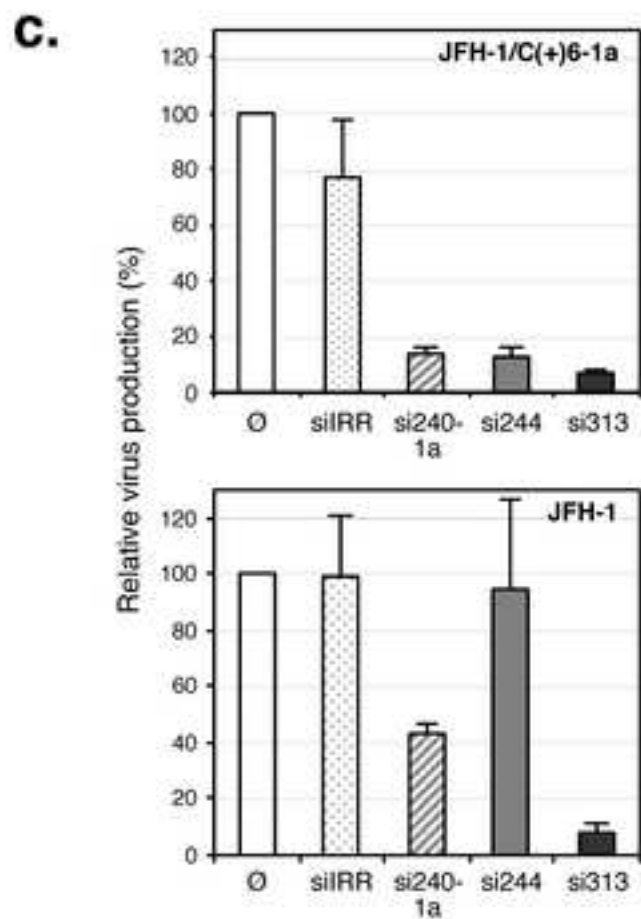 c.
JFH-1/C(+)6-1a
Relative virus production (%)
120
100
80
60
40
20
0
Ø siIRR si240-1a si244 si313
JFH-1
120
100
80
60
40
20
0
Ø siIRR si240-1a si244 si313